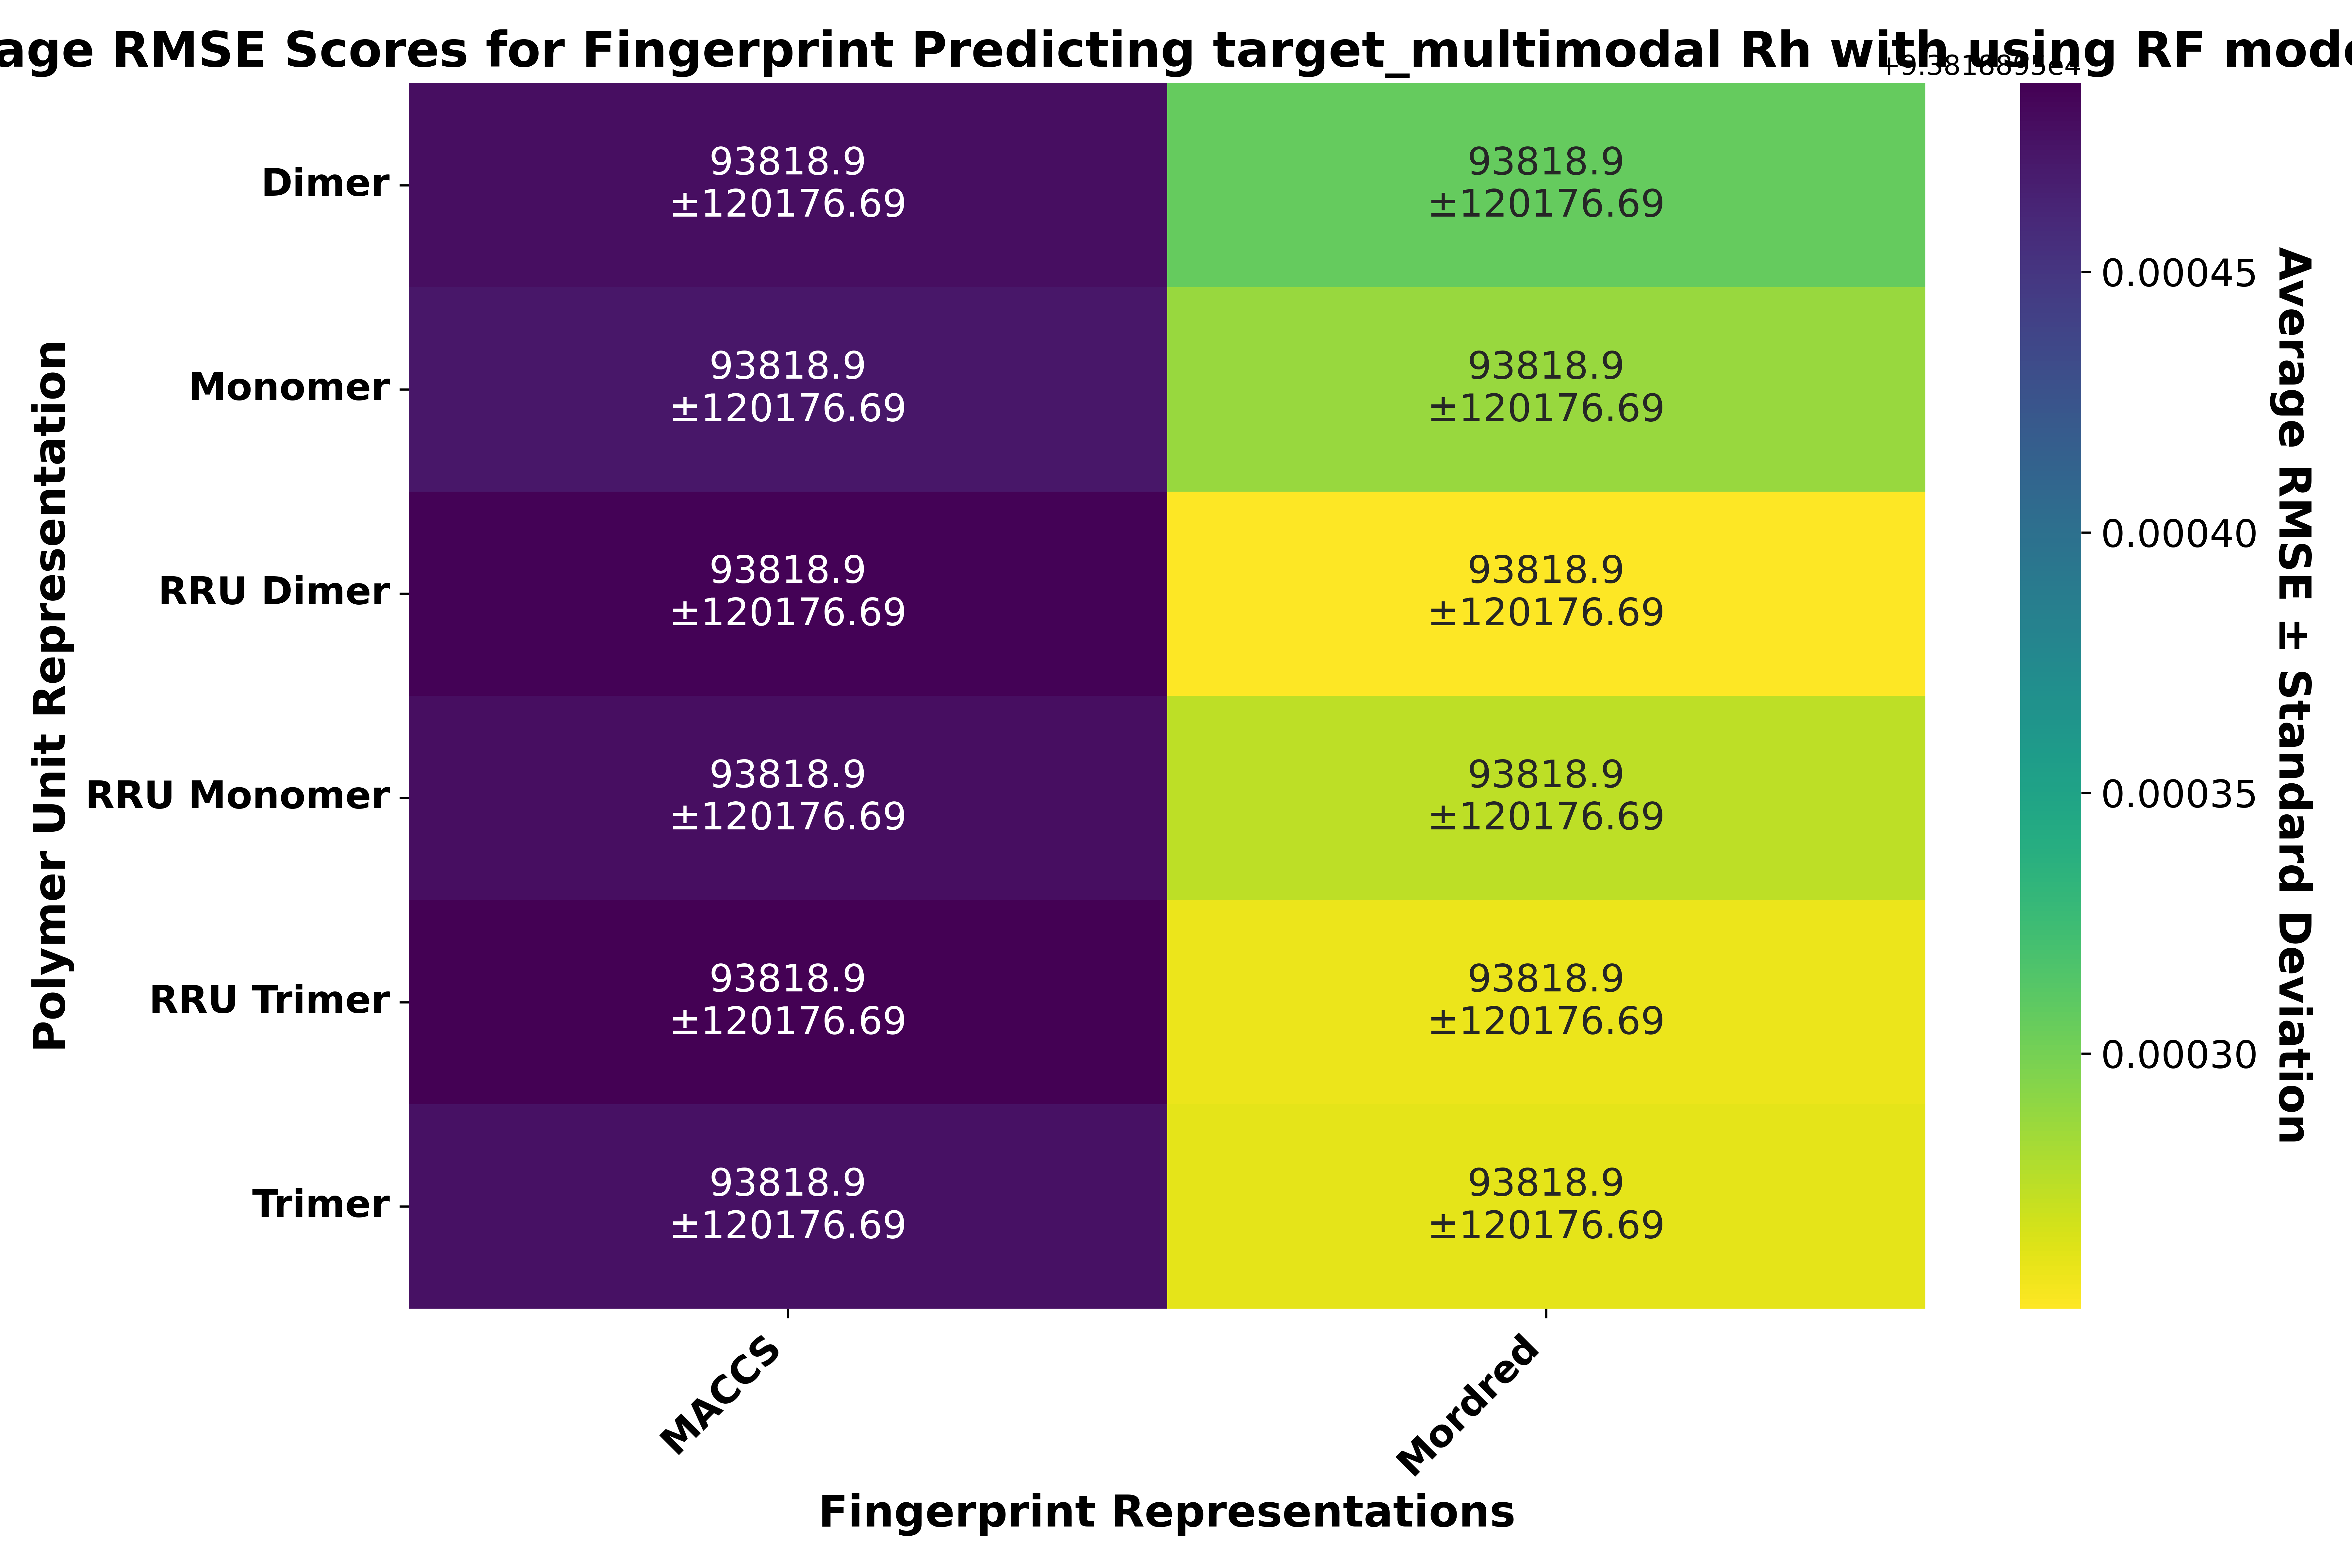 age RMSE Scores for Fingerprint Predicting target_multimodal Rh with using RF mod
+9.3818895e4
Dimer
Monomer
RRU Dimer
RRU Monomer
RRU Trimer
Trimer
Polymer Unit Representation
93818.9
±120176.69
93818.9
±120176.69
93818.9
±120176.69
93818.9
±120176.69
93818.9
±120176.69
93818.9
±120176.69
93818.9
±120176.69
93818.9
±120176.69
93818.9
±120176.69
93818.9
±120176.69
93818.9
±120176.69
93818.9
±120176.69
MACCS
Mordred
Fingerprint Representations
0.00045
0.00040
0.00035
0.00030
Average RMSE ± Standard Deviation